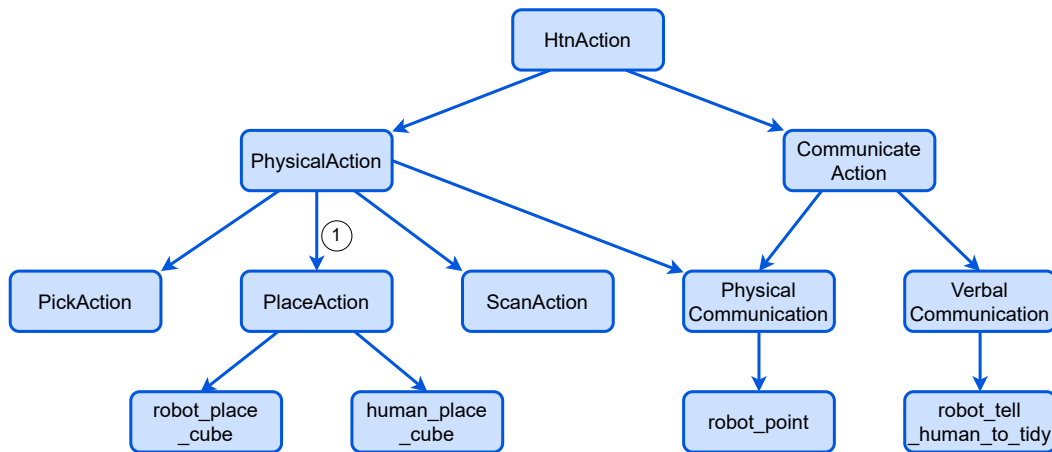 HtnAction
PhysicalAction
Communicate
Action
1
PickAction
PlaceAction
ScanAction
Physical
Communication
Verbal
Communication
robot_place
_cube
human_place
_cube
robot_point
robot_tell
_human_to_tidy